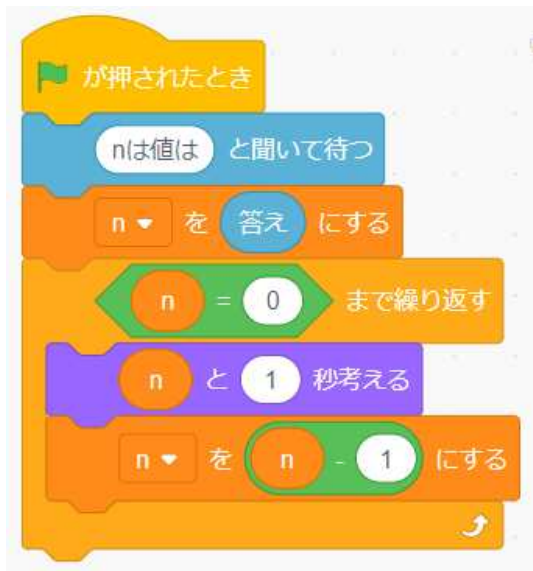 が押されたとき
nは値は と聞いて待つ
n を 答え にする
n = 0 まで繰り返す
n と 1 秒考える
n を n - 1 にする